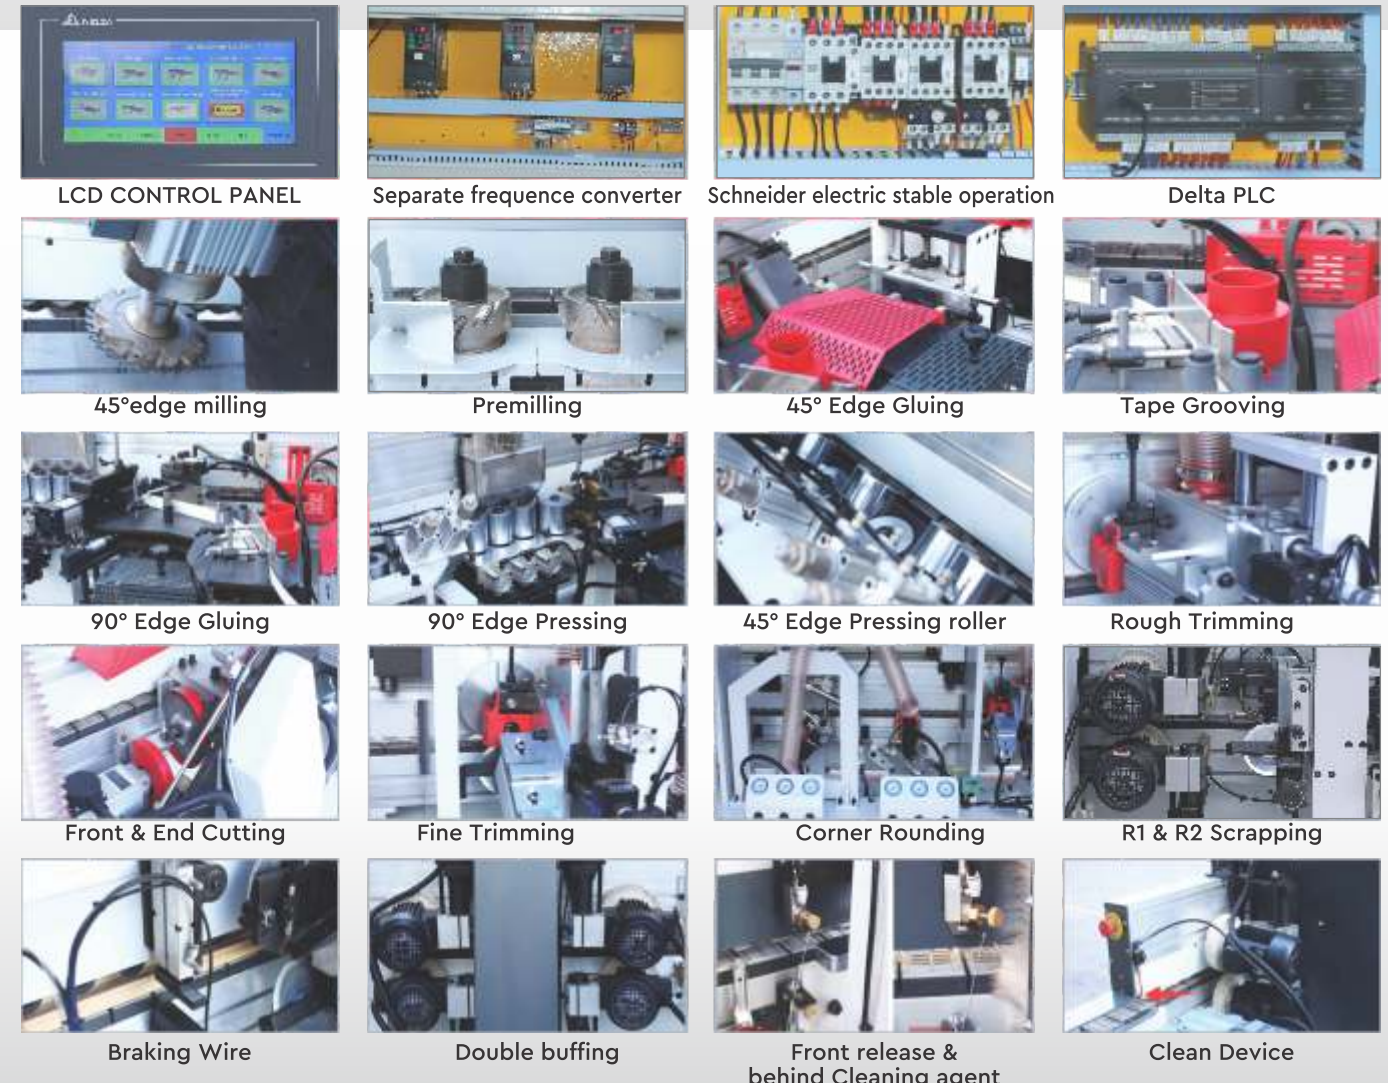 LCD CONTROL PANEL
Separate frequence converter
Schneider electric stable operation
Delta PLC
45°edge milling
Premilling
45° Edge Gluing
Tape Grooving
90° Edge Gluing
90° Edge Pressing
45° Edge Pressing roller
Rough Trimming
Front & End Cutting
Fine Trimming
Corner Rounding
R1 & R2 Scrapping
Braking Wire
Double buffing
Front release &
behind Cleaning agent
Clean Device